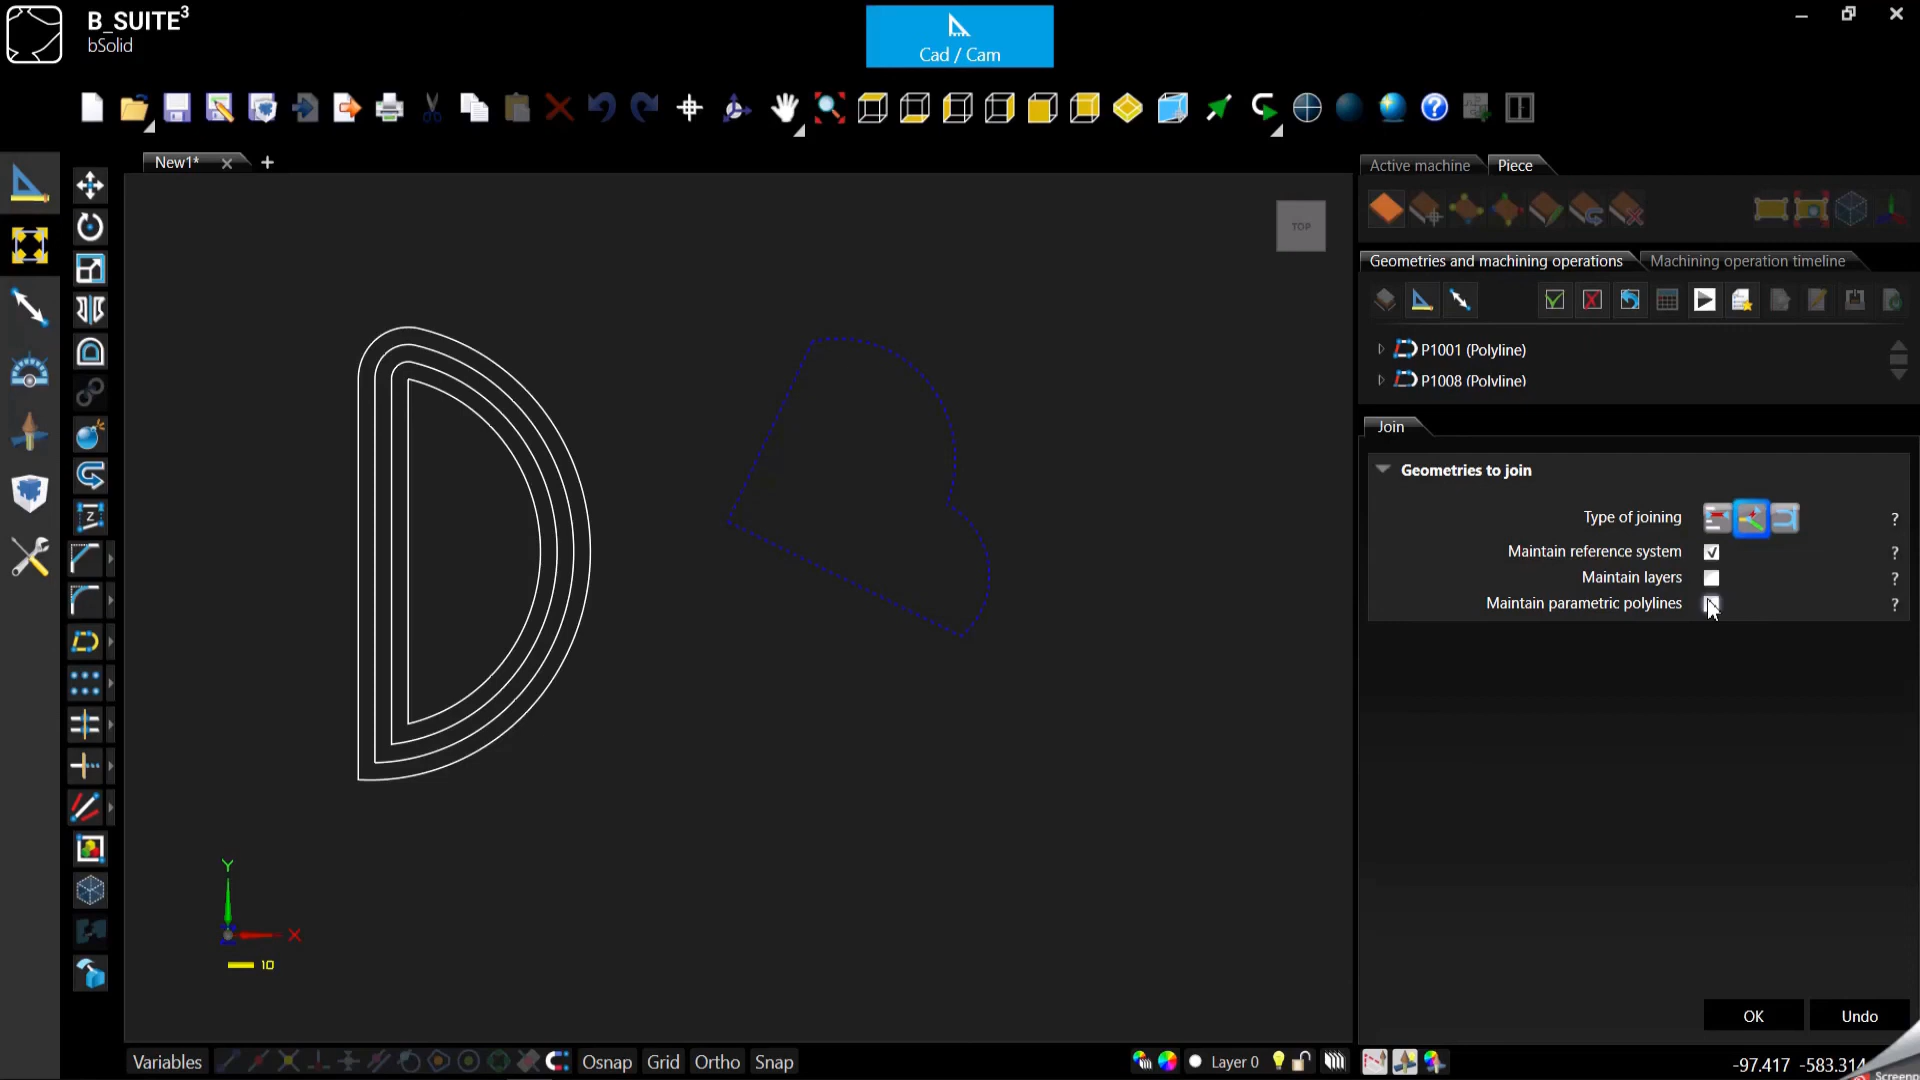 B_SUITE³
bSolid
Cad / Cam
New1*
Active machine
Piece
TOP
Geometries and machining operations
Machining operation timeline
P1001 (Polyline)
P1008 (Polyline)
Join
Geometries to join
Type of joining
?
Maintain reference system
?
Maintain layers
?
Maintain parametric polylines
?
Y
X
10
OK
Undo
Variables
Osnap
Grid
Ortho
Snap
Layer 0
-97.417 -583.314